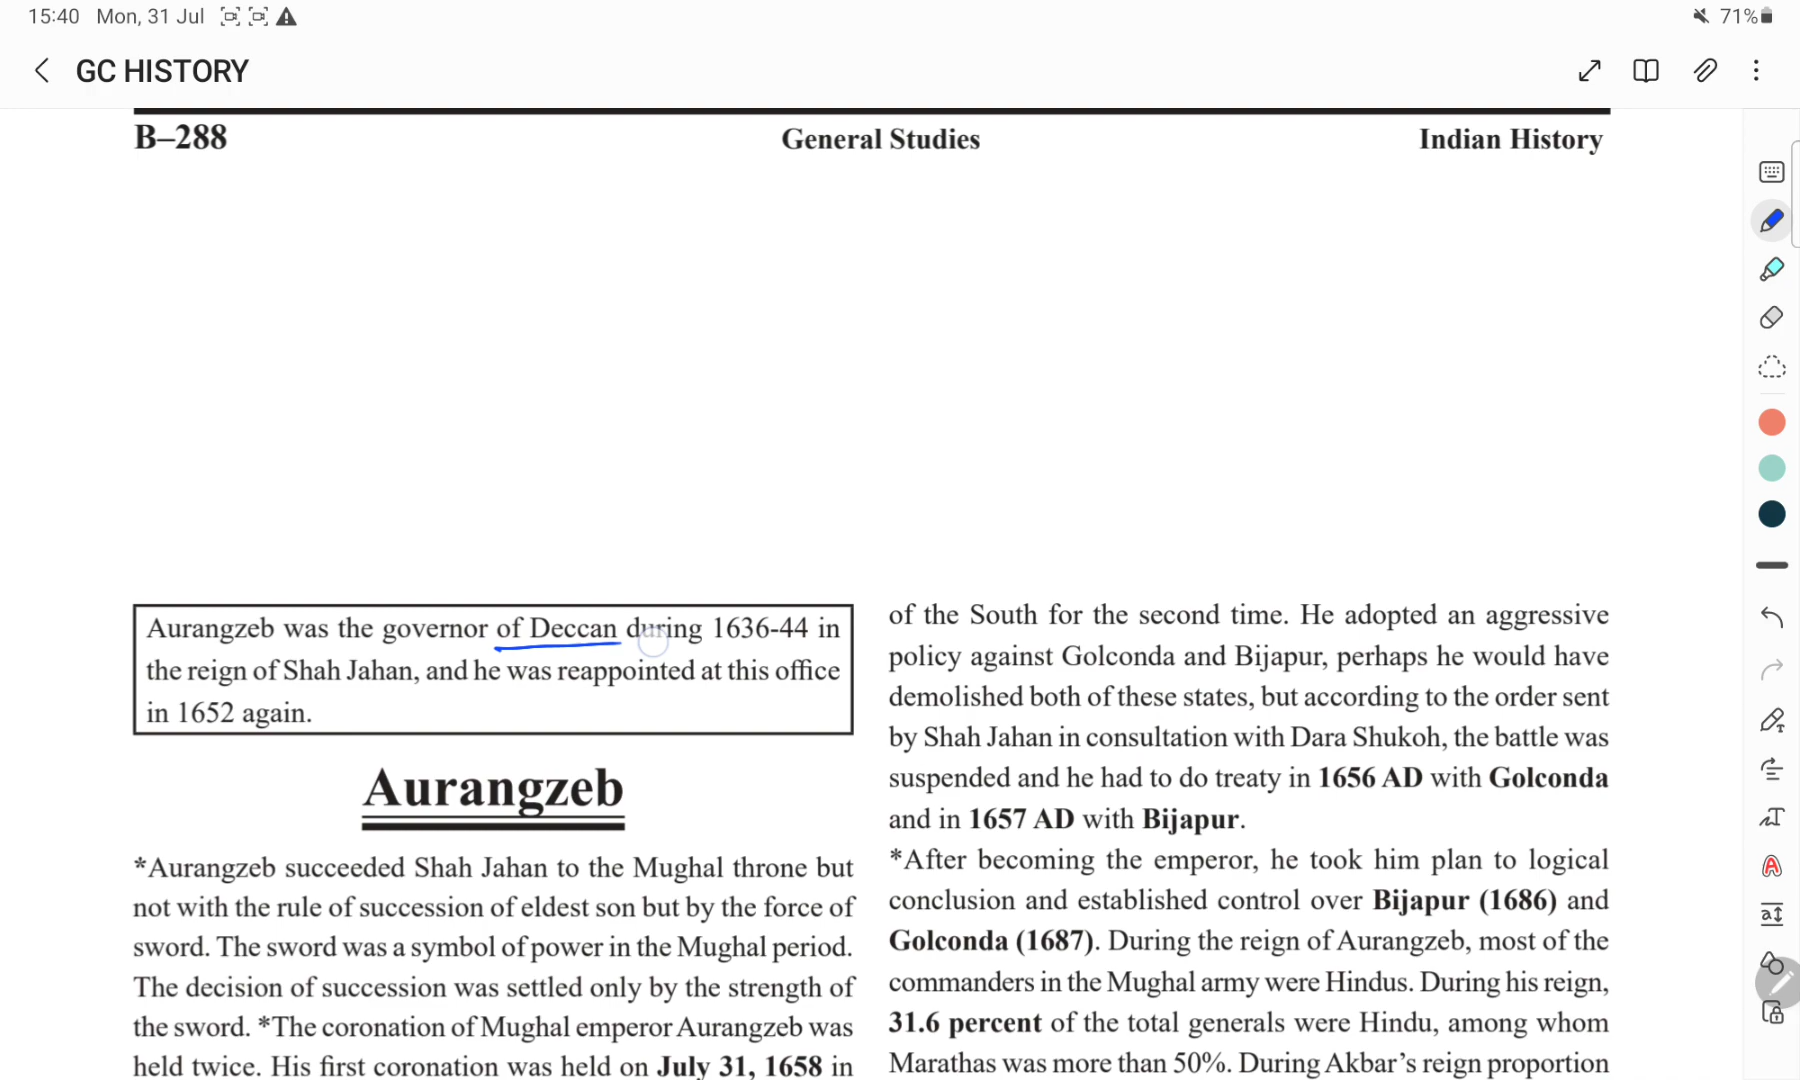 15:40 Mon, 31 Jul 71%
GC HISTORY
B–288 General Studies Indian History
Aurangzeb was the governor of Deccan during 1636-44 in
the reign of Shah Jahan, and he was reappointed at this office
in 1652 again.
Aurangzeb
*Aurangzeb succeeded Shah Jahan to the Mughal throne but
not with the rule of succession of eldest son but by the force of
sword. The sword was a symbol of power in the Mughal period.
The decision of succession was settled only by the strength of
the sword. *The coronation of Mughal emperor Aurangzeb was
held twice. His first coronation was held on July 31, 1658 in
of the South for the second time. He adopted an aggressive
policy against Golconda and Bijapur, perhaps he would have
demolished both of these states, but according to the order sent
by Shah Jahan in consultation with Dara Shukoh, the battle was
suspended and he had to do treaty in 1656 AD with Golconda
and in 1657 AD with Bijapur.
*After becoming the emperor, he took him plan to logical
conclusion and established control over Bijapur (1686) and
Golconda (1687). During the reign of Aurangzeb, most of the
commanders in the Mughal army were Hindus. During his reign,
31.6 percent of the total generals were Hindu, among whom
Marathas was more than 50%. During Akbar's reign proportion